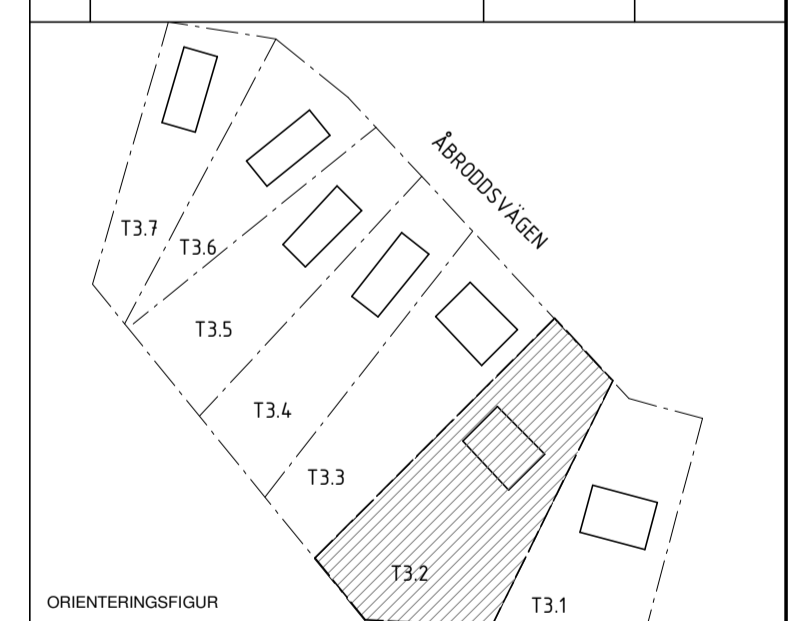 ÅBRODDSVÄGEN
T3.7
T3.6
T3.5
T3.4
T3.3
T3.2
T3.1
ORIENTERINGSFIGUR